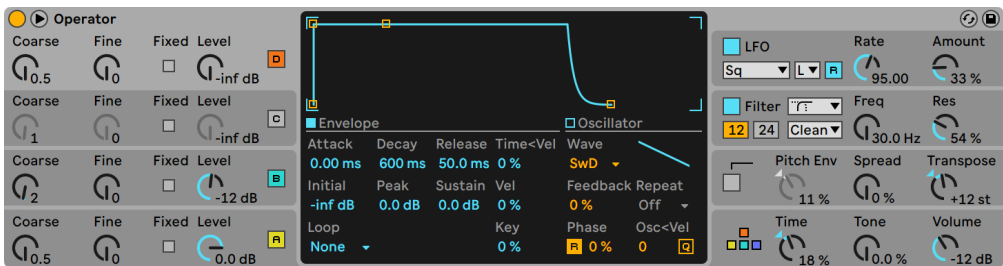 Operator
Coarse Fine Fixed Level
0.5 0 -inf dB D
Coarse Fine Fixed Level
1 0 -inf dB C
Coarse Fine Fixed Level
2 0 -12 dB B
Coarse Fine Fixed Level
0.5 0 0.0 dB A
Envelope Oscillator
Attack Decay Release Time<Vel Wave
0.00 ms 600 ms 50.0 ms 0 % SwD
Initial Peak Sustain Vel Feedback Repeat
-inf dB 0.0 dB 0.0 dB 0 % 0 % Off
Loop Key Phase Osc<Vel
None 0 % R 0 % 0 Q
LFO Rate Amount
Sq L R 95.00 33 %
Filter Freq Res
12 24 Clean 30.0 Hz 54 %
Pitch Env Spread Transpose
11 % 0 % +12 st
Time Tone Volume
18 % 0.0 % -12 dB